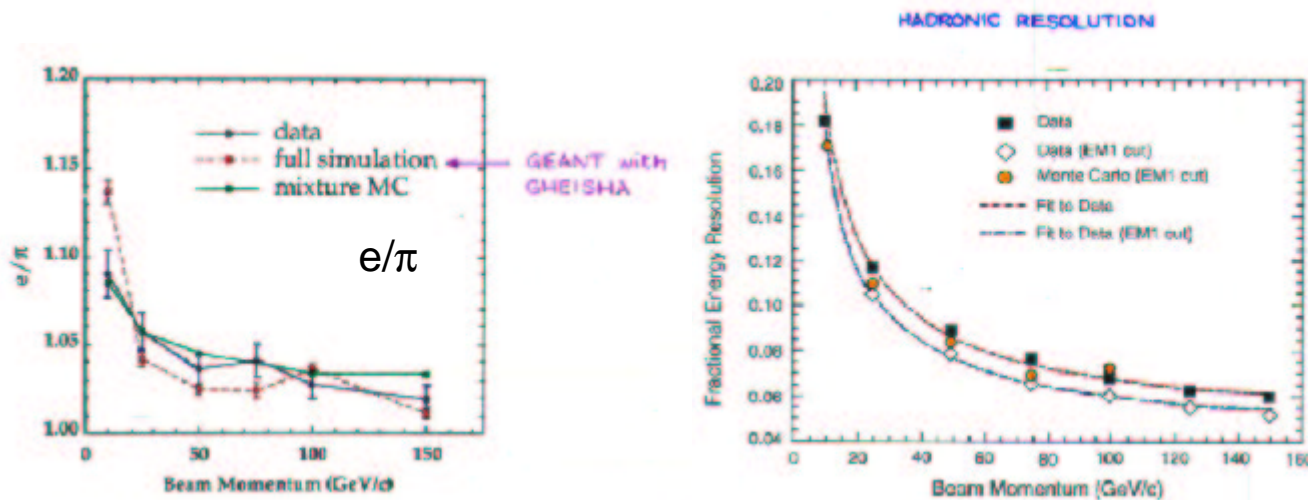 HADRONIC RESOLUTION
e/π
1.20
1.15
1.10
1.05
1.00
0
50
100
150
Beam Momentum (GeV/c)
data
full simulation
mixture MC
GEANT with
GHEISHA
e/π
Fractional Energy Resolution
0.20
0.18
0.16
0.14
0.12
0.10
0.08
0.06
0.04
0
20
40
60
80
100
120
140
160
Beam Momentum (GeV/c)
Data
Data (EM1 cut)
Monte Carlo (EM1 cut)
Fit to Data
Fit to Data (EM1 cut)